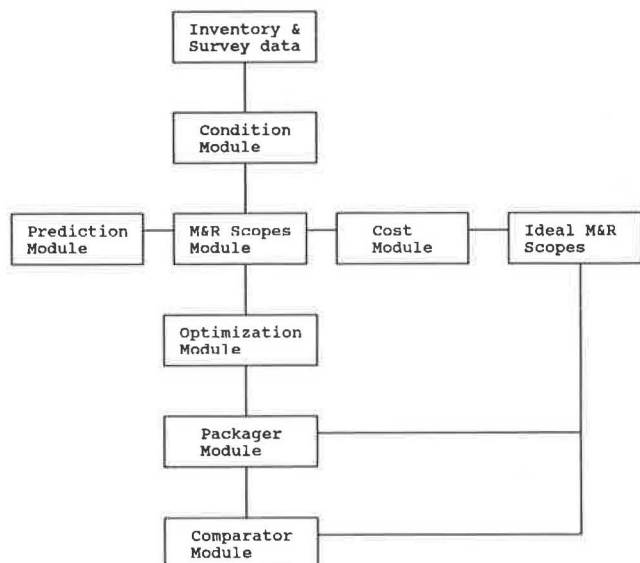 Inventory &
Survey data
Condition
Module
Prediction
Module
M&R Scopes
Module
Cost
Module
Ideal M&R
Scopes
Optimization
Module
Packager
Module
Comparator
Module